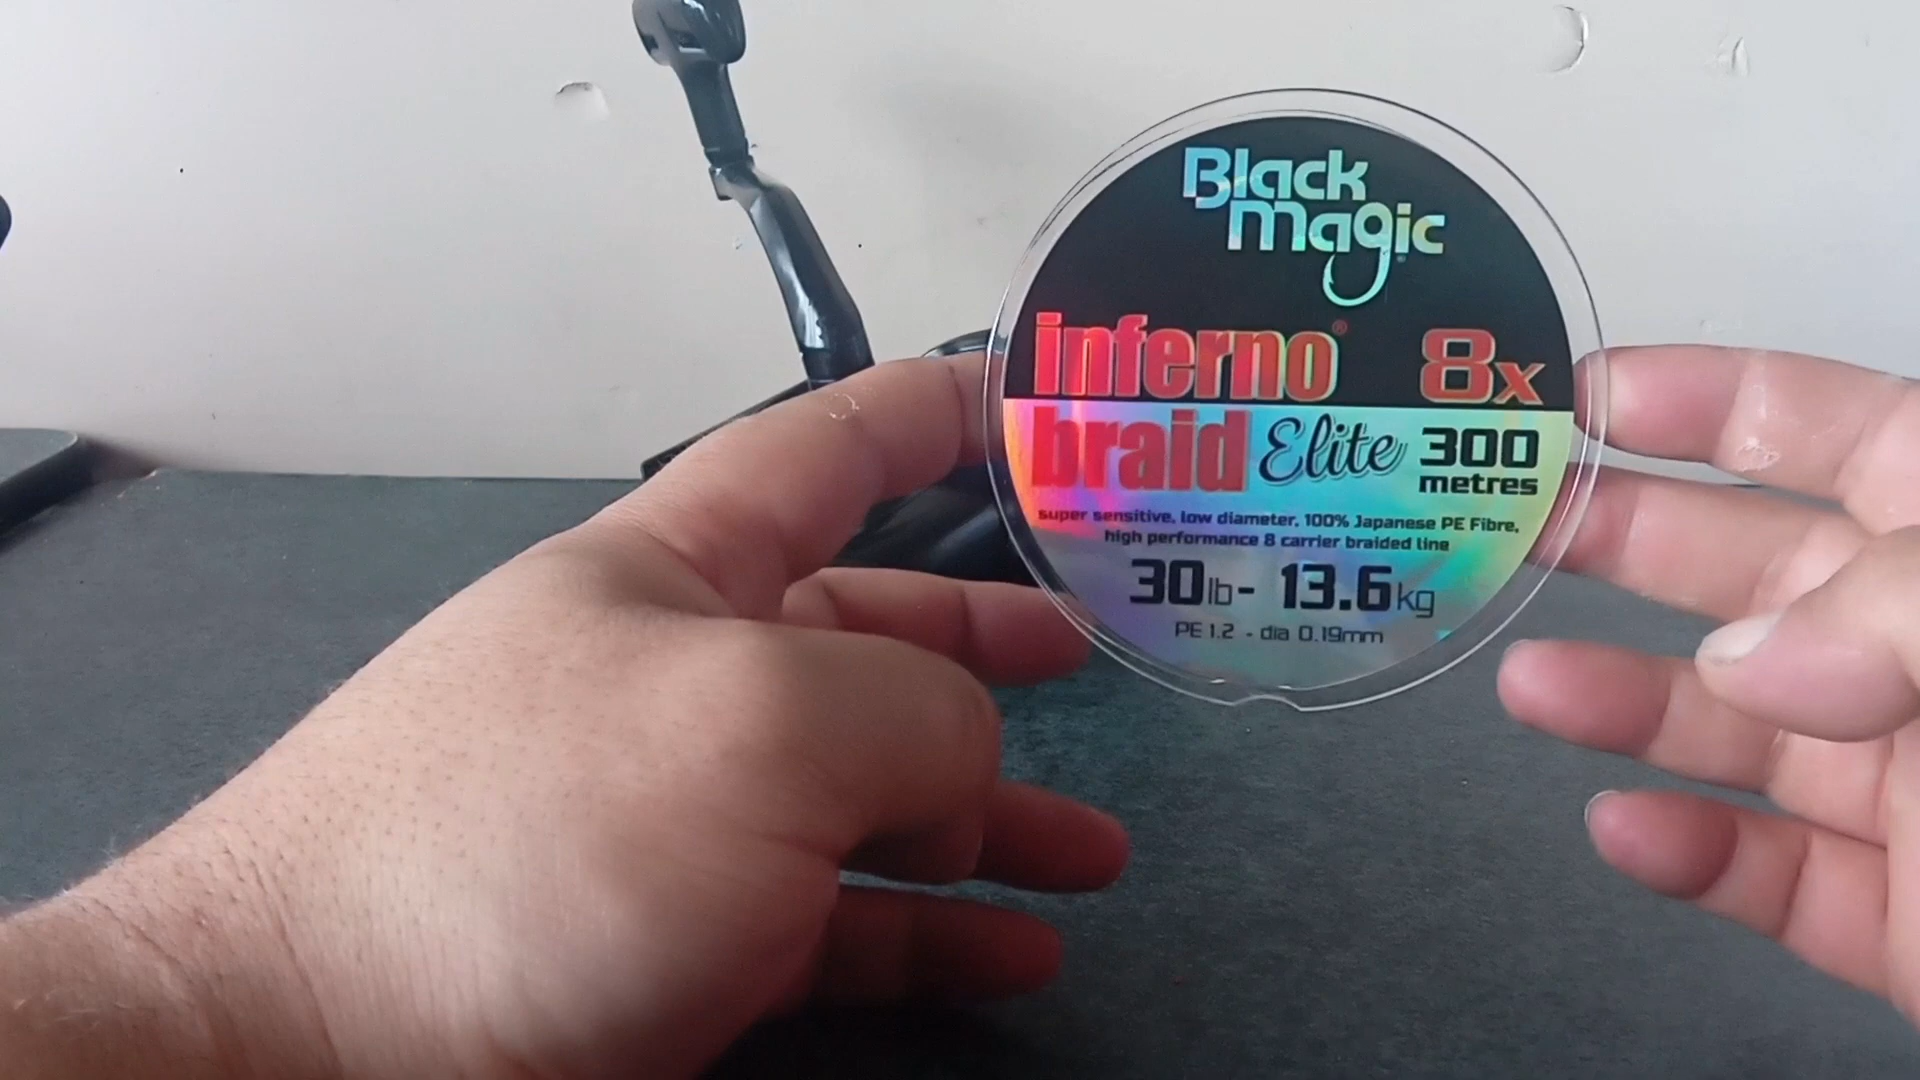 Black
magic
inferno® 8x
braid Elite 300
metres
super sensitive, low diameter, 100% Japanese PE Fibre,
high performance 8 carrier braided line
30lb - 13.6kg
PE 1.2 - dia 0.19mm